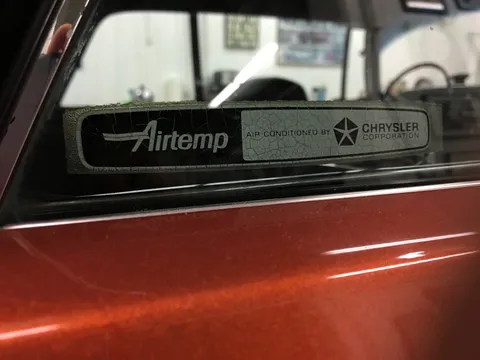 Airtemp
AIR CONDITIONED BY
CHRYSLER
CORPORATION